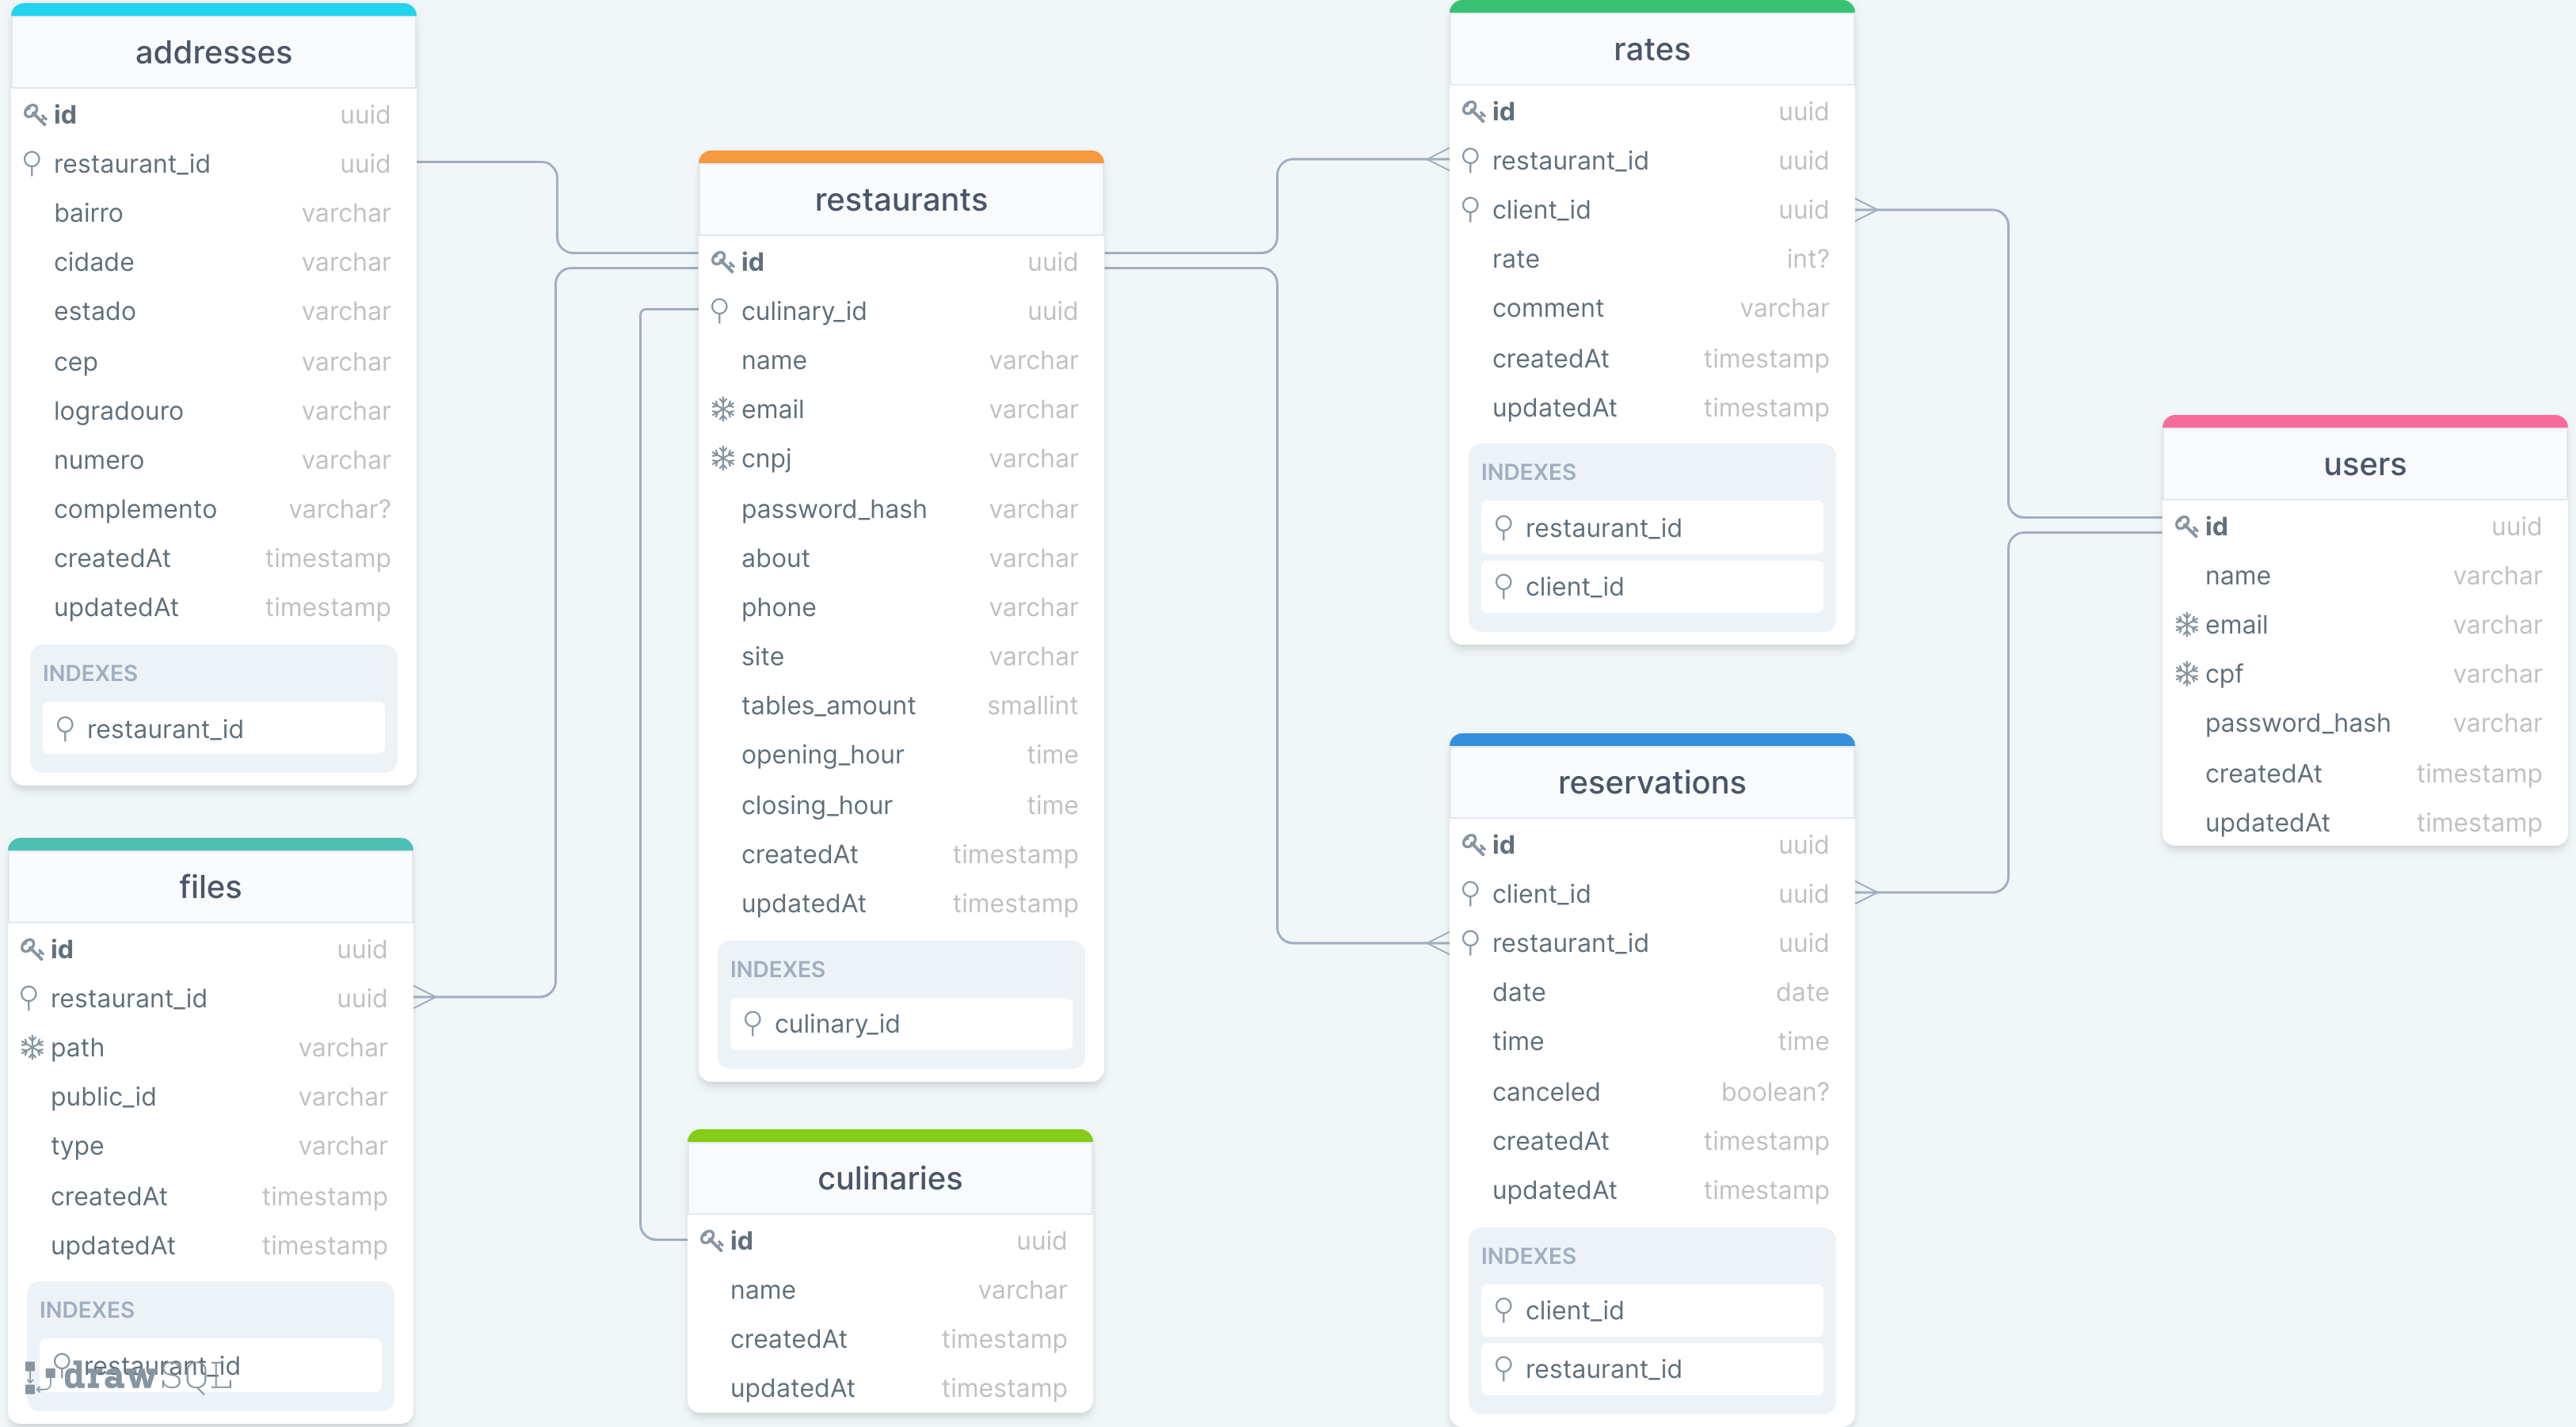 addresses
id uuid
restaurant_id uuid
bairro varchar
cidade varchar
estado varchar
cep varchar
logradouro varchar
numero varchar
complemento varchar?
createdAt timestamp
updatedAt timestamp
INDEXES
restaurant_id
files
id uuid
restaurant_id uuid
path varchar
public_id varchar
type varchar
createdAt timestamp
updatedAt timestamp
INDEXES
restaurant_id
drawSQL
restaurants
id uuid
culinary_id uuid
name varchar
email varchar
cnpj varchar
password_hash varchar
about varchar
phone varchar
site varchar
tables_amount smallint
opening_hour time
closing_hour time
createdAt timestamp
updatedAt timestamp
INDEXES
culinary_id
culinaries
id uuid
name varchar
createdAt timestamp
updatedAt timestamp
rates
id uuid
restaurant_id uuid
client_id uuid
rate int?
comment varchar
createdAt timestamp
updatedAt timestamp
INDEXES
restaurant_id
client_id
reservations
id uuid
client_id uuid
restaurant_id uuid
date date
time time
canceled boolean?
createdAt timestamp
updatedAt timestamp
INDEXES
client_id
restaurant_id
users
id uuid
name varchar
email varchar
cpf varchar
password_hash varchar
createdAt timestamp
updatedAt timestamp